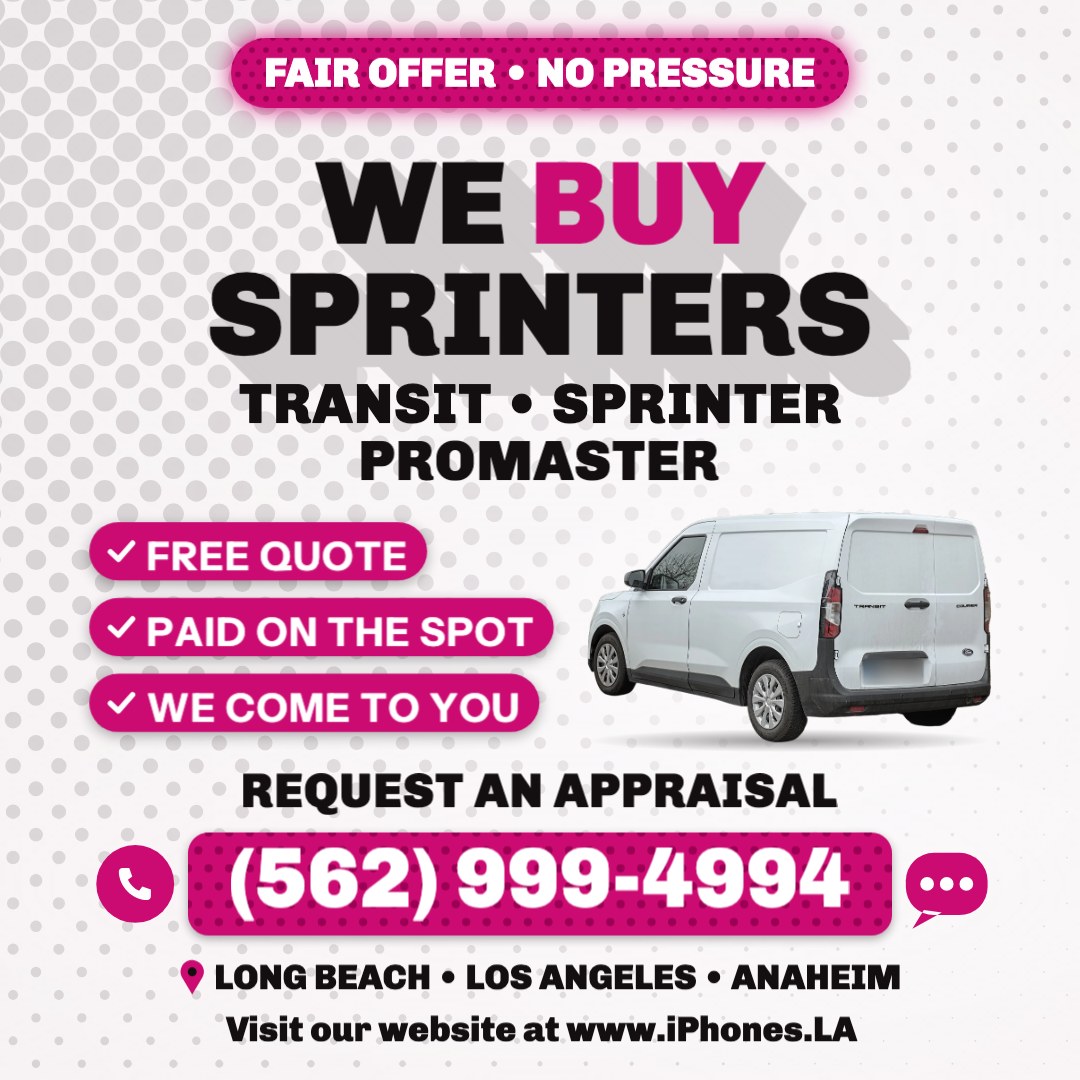 FAIR OFFER • NO PRESSURE
WE BUY
SPRINTERS
TRANSIT • SPRINTER
PROMASTER
FREE QUOTE
PAID ON THE SPOT
WE COME TO YOU
TRANSIT COURIER
Ford
REQUEST AN APPRAISAL
(562) 999-4994
LONG BEACH • LOS ANGELES • ANAHEIM
Visit our website at www.iPhones.LA